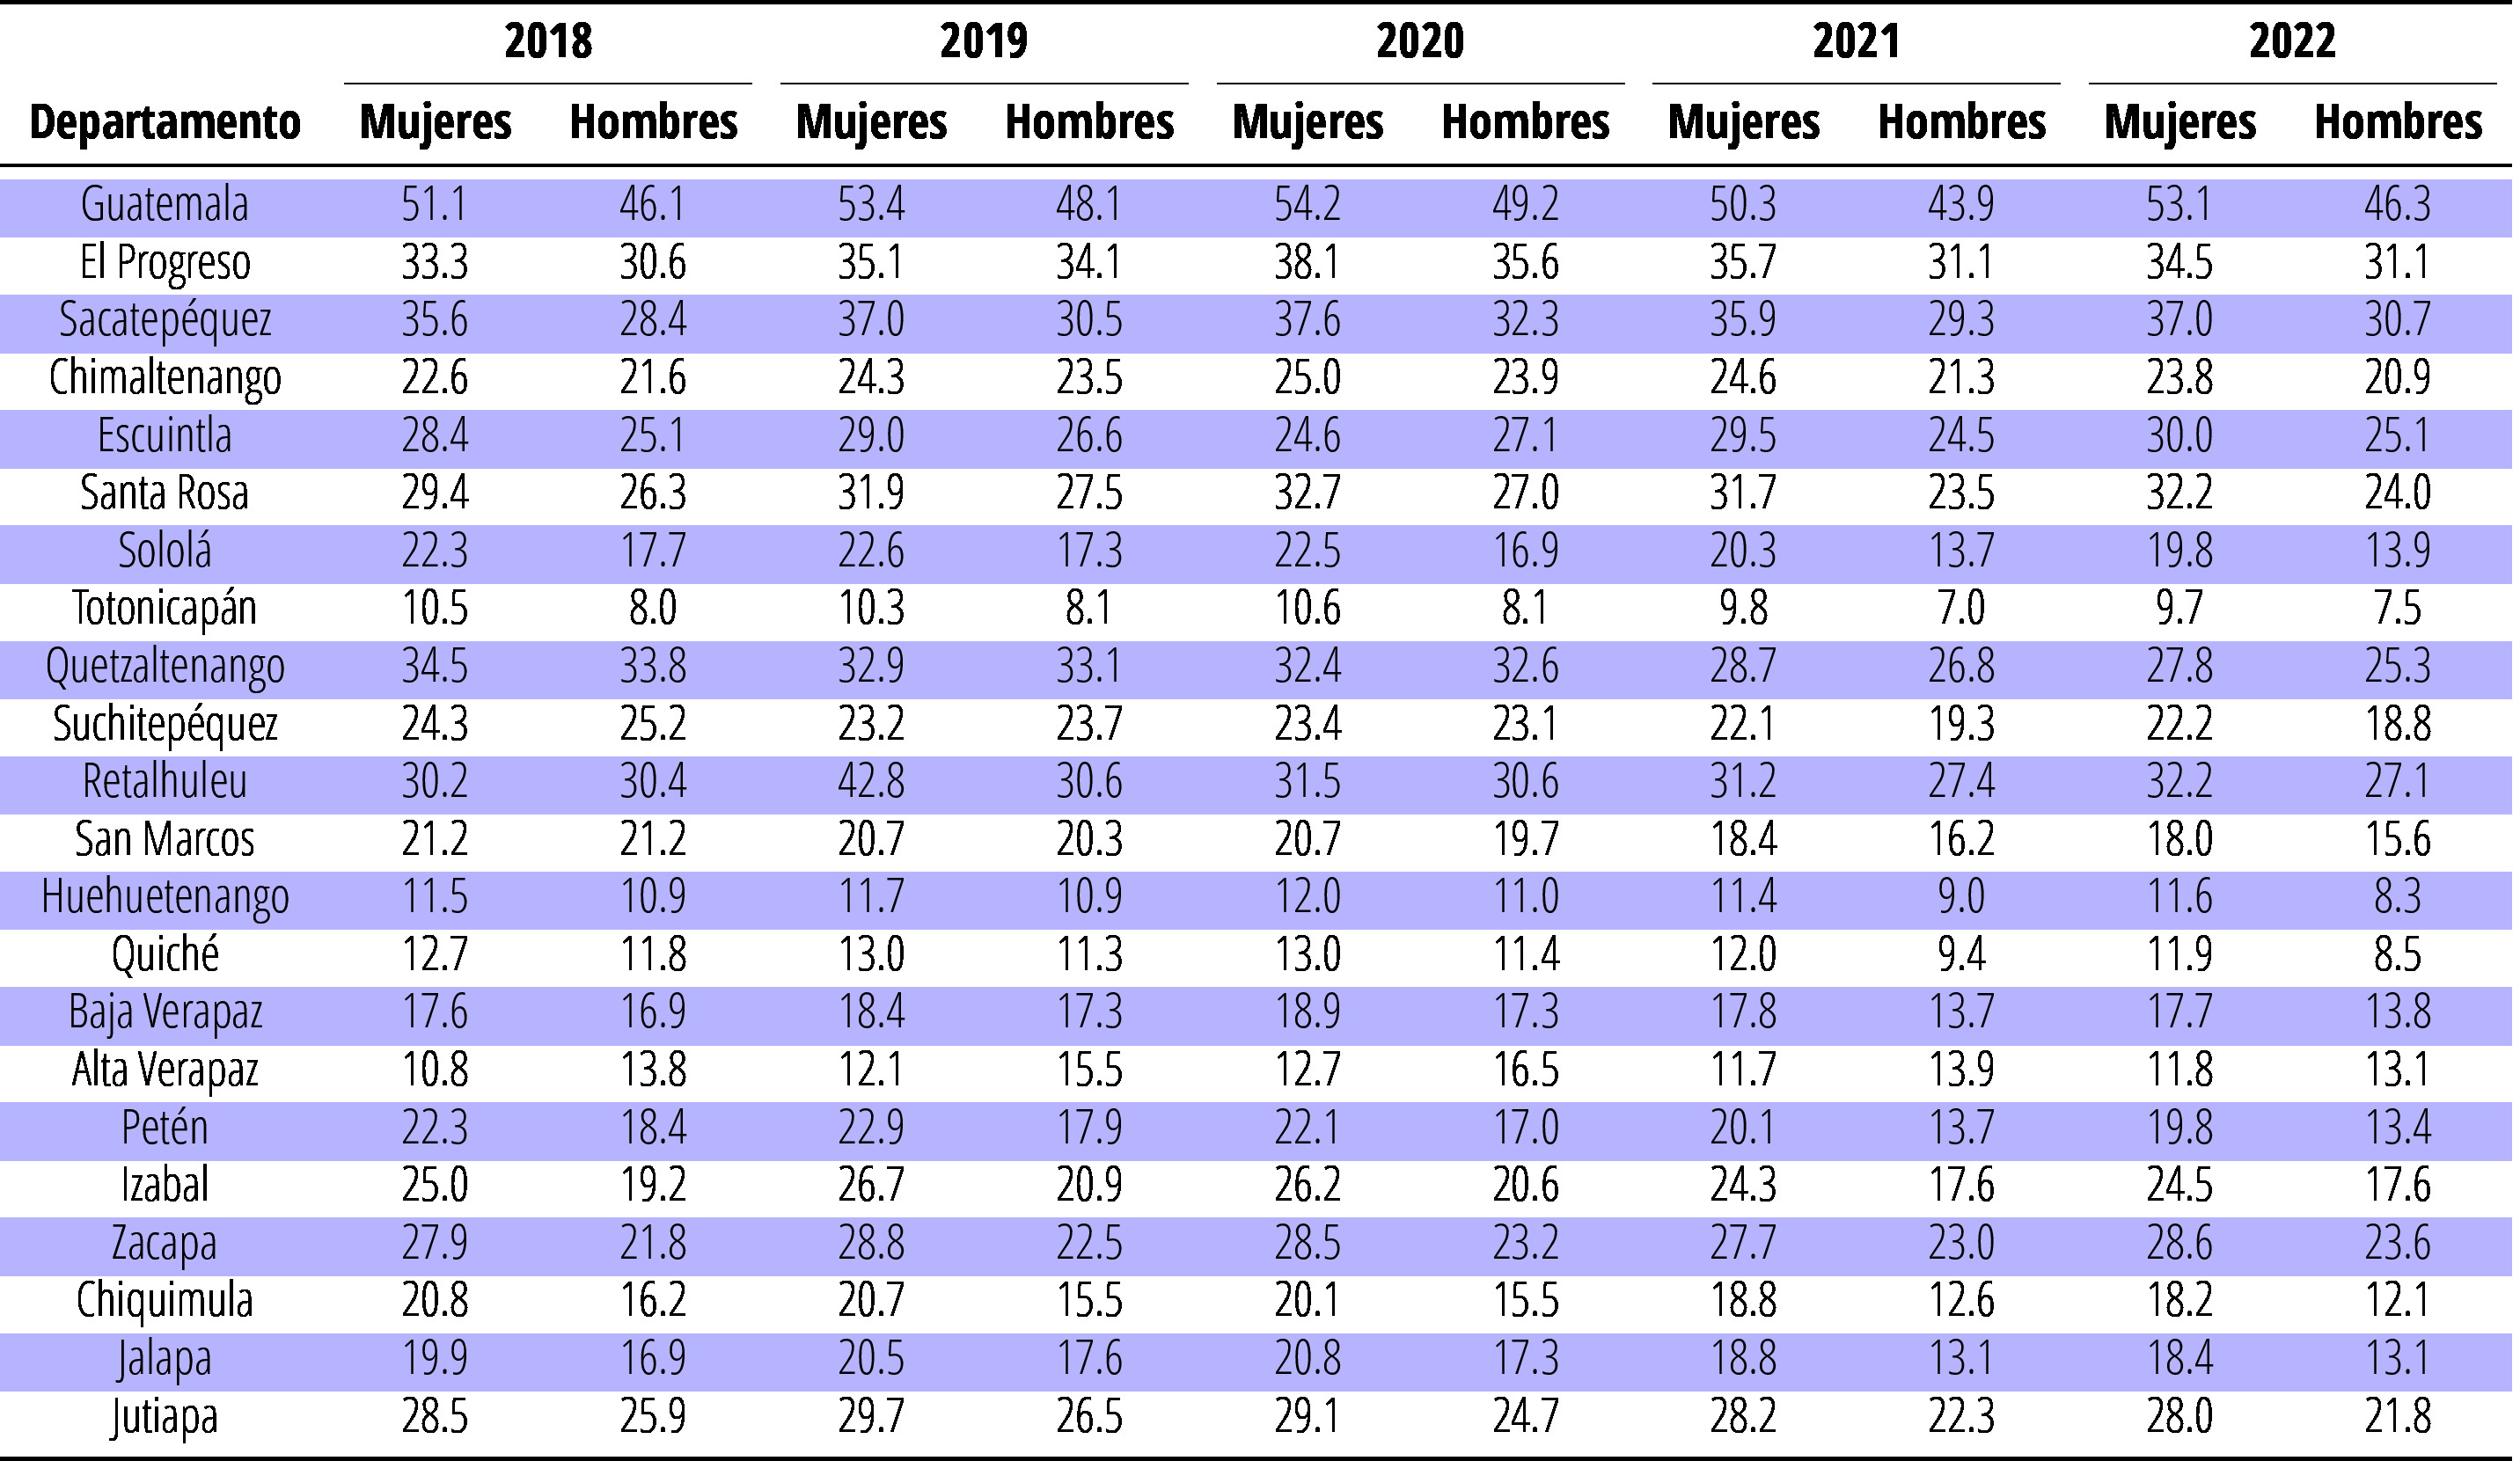 2018 2019 2020 2021 2022
Departamento Mujeres Hombres Mujeres Hombres Mujeres Hombres Mujeres Hombres Mujeres Hombres
Guatemala 51.1 46.1 53.4 48.1 54.2 49.2 50.3 43.9 53.1 46.3
El Progreso 33.3 30.6 35.1 34.1 38.1 35.6 35.7 31.1 34.5 31.1
Sacatepéquez 35.6 28.4 37.0 30.5 37.6 32.3 35.9 29.3 37.0 30.7
Chimaltenango 22.6 21.6 24.3 23.5 25.0 23.9 24.6 21.3 23.8 20.9
Escuintla 28.4 25.1 29.0 26.6 24.6 27.1 29.5 24.5 30.0 25.1
Santa Rosa 29.4 26.3 31.9 27.5 32.7 27.0 31.7 23.5 32.2 24.0
Sololá 22.3 17.7 22.6 17.3 22.5 16.9 20.3 13.7 19.8 13.9
Totonicapán 10.5 8.0 10.3 8.1 10.6 8.1 9.8 7.0 9.7 7.5
Quetzaltenango 34.5 33.8 32.9 33.1 32.4 32.6 28.7 26.8 27.8 25.3
Suchitepéquez 24.3 25.2 23.2 23.7 23.4 23.1 22.1 19.3 22.2 18.8
Retalhuleu 30.2 30.4 42.8 30.6 31.5 30.6 31.2 27.4 32.2 27.1
San Marcos 21.2 21.2 20.7 20.3 20.7 19.7 18.4 16.2 18.0 15.6
Huehuetenango 11.5 10.9 11.7 10.9 12.0 11.0 11.4 9.0 11.6 8.3
Quiché 12.7 11.8 13.0 11.3 13.0 11.4 12.0 9.4 11.9 8.5
Baja Verapaz 17.6 16.9 18.4 17.3 18.9 17.3 17.8 13.7 17.7 13.8
Alta Verapaz 10.8 13.8 12.1 15.5 12.7 16.5 11.7 13.9 11.8 13.1
Petén 22.3 18.4 22.9 17.9 22.1 17.0 20.1 13.7 19.8 13.4
Izabal 25.0 19.2 26.7 20.9 26.2 20.6 24.3 17.6 24.5 17.6
Zacapa 27.9 21.8 28.8 22.5 28.5 23.2 27.7 23.0 28.6 23.6
Chiquimula 20.8 16.2 20.7 15.5 20.1 15.5 18.8 12.6 18.2 12.1
Jalapa 19.9 16.9 20.5 17.6 20.8 17.3 18.8 13.1 18.4 13.1
Jutiapa 28.5 25.9 29.7 26.5 29.1 24.7 28.2 22.3 28.0 21.8